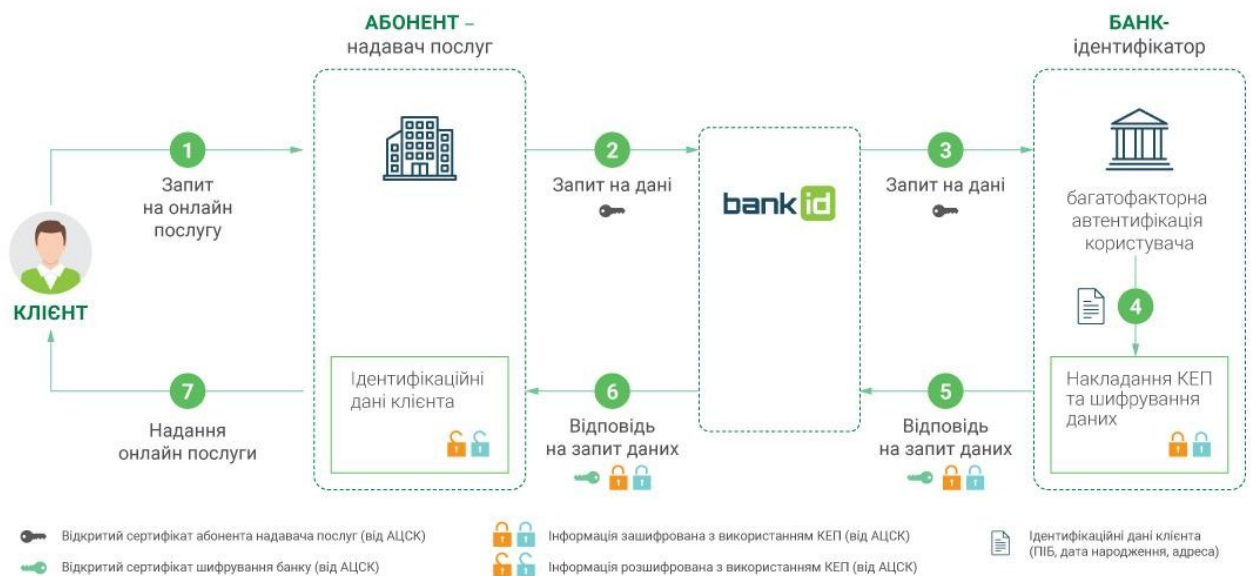 АБОНЕНТ –
надавач послуг
БАНК-
ідентифікатор
1
Запит
на онлайн
послугу
2
Запит на дані
bank id
3
Запит на дані
багатофакторна
автентифікація
користувача
КЛІЄНТ
4
7
Надання
онлайн послуги
Ідентифікаційні
дані клієнта
6
Відповідь
на запит даних
5
Відповідь
на запит даних
Накладання КЕП
та шифрування
даних
Відкритий сертифікат абонента надавача послуг (від АЦСК)
Відкритий сертифікат шифрування банку (від АЦСК)
Інформація зашифрована з використанням КЕП (від АЦСК)
Інформація розшифрована з використанням КЕП (від АЦСК)
Ідентифікаційні дані клієнта
(ПІБ, дата народження, адреса)